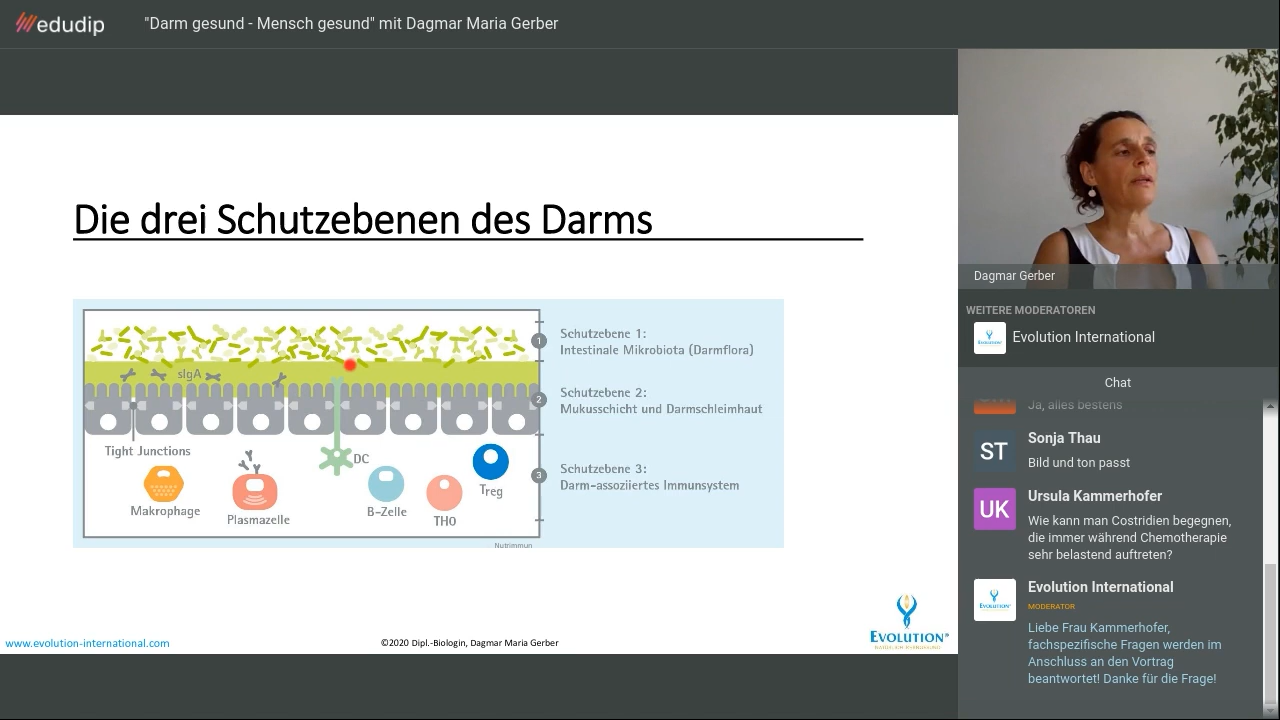 edudip
"Darm gesund - Mensch gesund" mit Dagmar Maria Gerber
Die drei Schutzebenen des Darms
sIgA
Tight Junctions
Makrophage
Plasmazelle
DC
B-Zelle
TH0
Treg
Nutrimmun
1
Schutzebene 1:
Intestinale Mikrobiota (Darmflora)
2
Schutzebene 2:
Mukusschicht und Darmschleimhaut
3
Schutzebene 3:
Darm-assoziiertes Immunsystem
www.evolution-international.com
©2020 Dipl.-Biologin, Dagmar Maria Gerber
EVOLUTION®
Dagmar Gerber
WEITERE MODERATOREN
Evolution International
Chat
Ja, alles bestens
ST
Sonja Thau
Bild und ton passt
UK
Ursula Kammerhofer
Wie kann man Costridien begegnen,
die immer während Chemotherapie
sehr belastend auftreten?
Evolution International
MODERATOR
Liebe Frau Kammerhofer,
fachspezifische Fragen werden im
Anschluss an den Vortrag
beantwortet! Danke für die Frage!